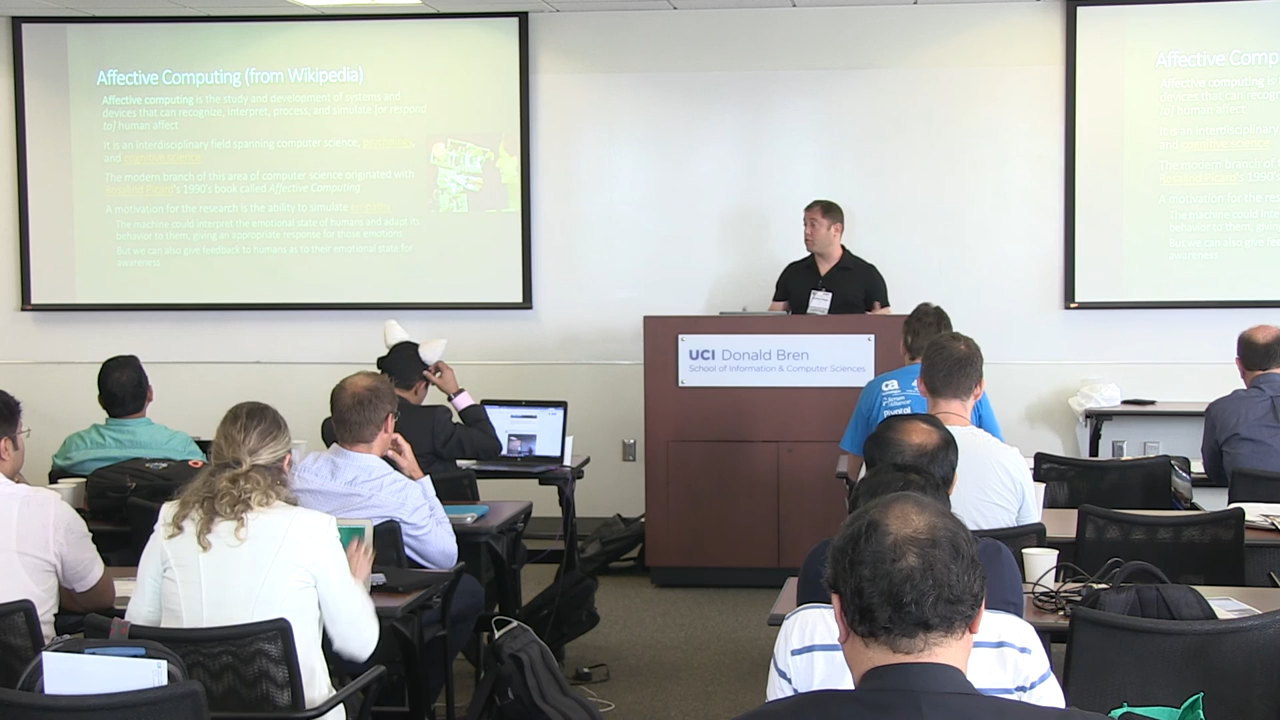 Affective Computing (from Wikipedia)
Affective computing is the study and development of systems and
devices that can recognize, interpret, process, and simulate [or respond
to] human affect
It is an interdisciplinary field spanning computer science,
and cognitive science
The modern branch of this area of computer science originated with
Rosalind Picard's 1990's book called Affective Computing
A motivation for the research is the ability to simulate empathy
The machine could interpret the emotional state of humans and adapt its
behavior to them, giving an appropriate response for those emotions
But we can also give feedback to humans as to their emotional state for
awareness
Affective Comp
Affective computing is
devices that can recogni
to] human affect
It is an interdisciplinary
and cognitive science
The modern branch of
Rosalind Picard's 1990's
A motivation for the res
The machine could inte
behavior to them, givin
But we can also give fee
awareness
UCI Donald Bren
School of Information & Computer Sciences
Scrum
Alliance
Pivotal